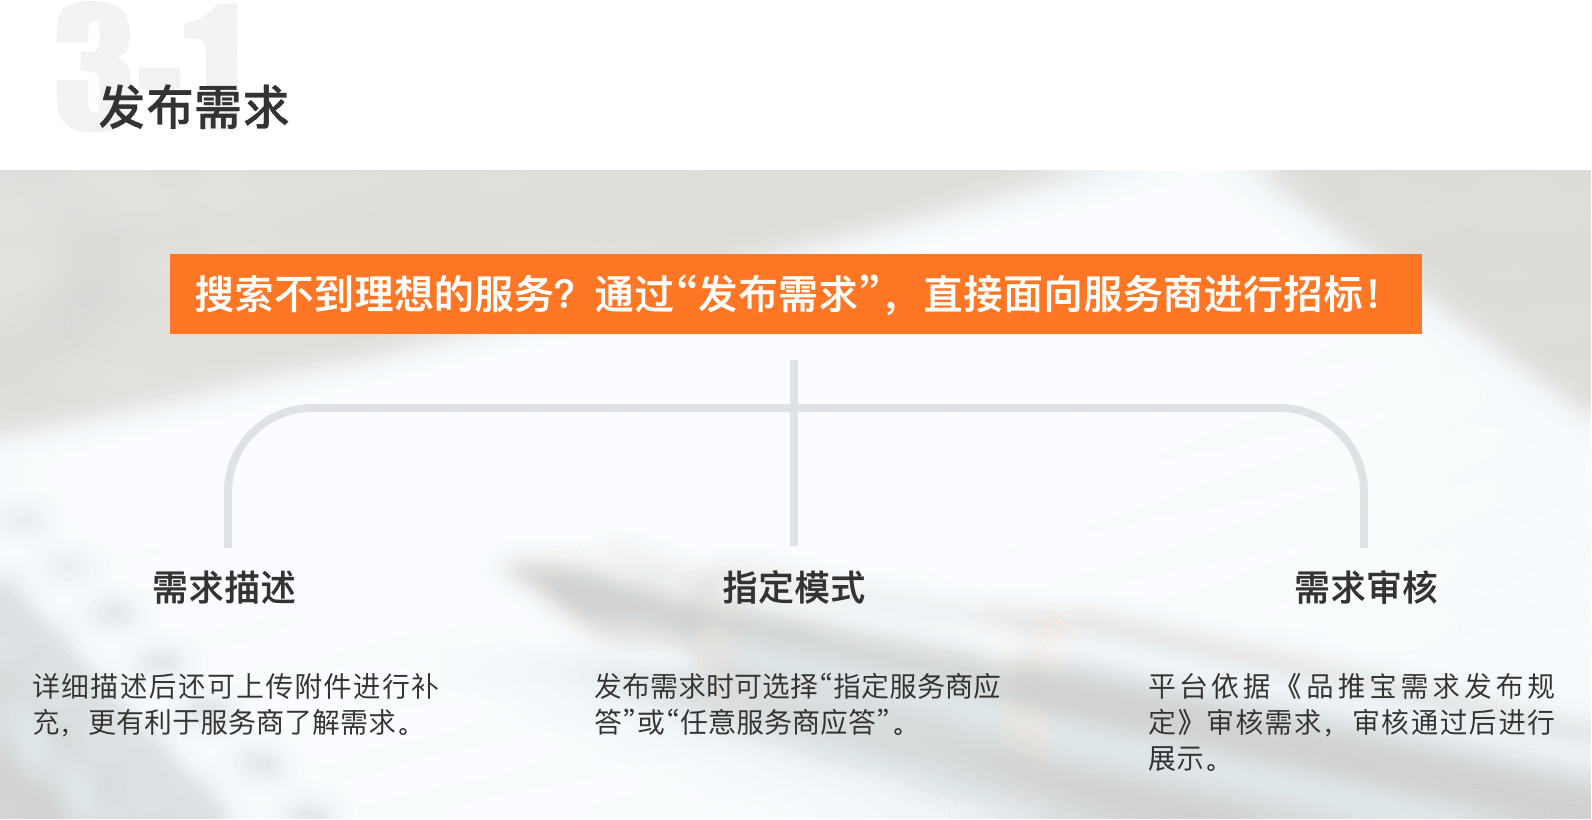 3-1
发布需求
搜索不到理想的服务？通过“发布需求”，直接面向服务商进行招标！
需求描述
详细描述后还可上传附件进行补
充，更有利于服务商了解需求。
指定模式
发布需求时可选择“指定服务商应
答”或“任意服务商应答”。
需求审核
平台依据《品推宝需求发布规
定》审核需求，审核通过后进行
展示。